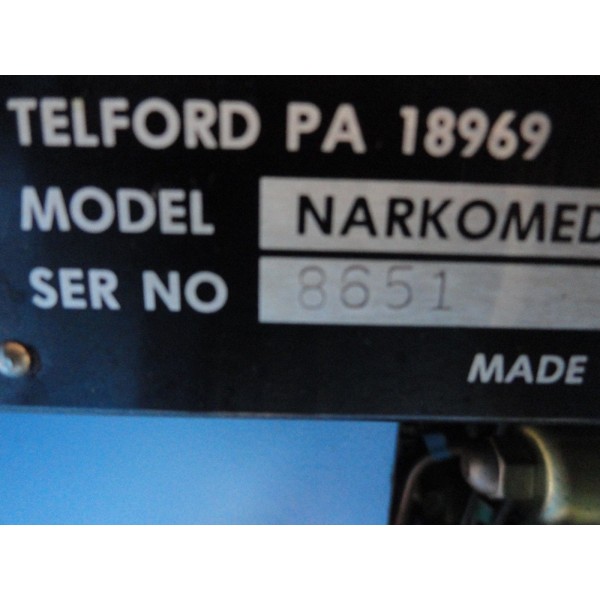 TELFORD PA 18969
MODEL NARKOMED
SER NO 8651
MADE